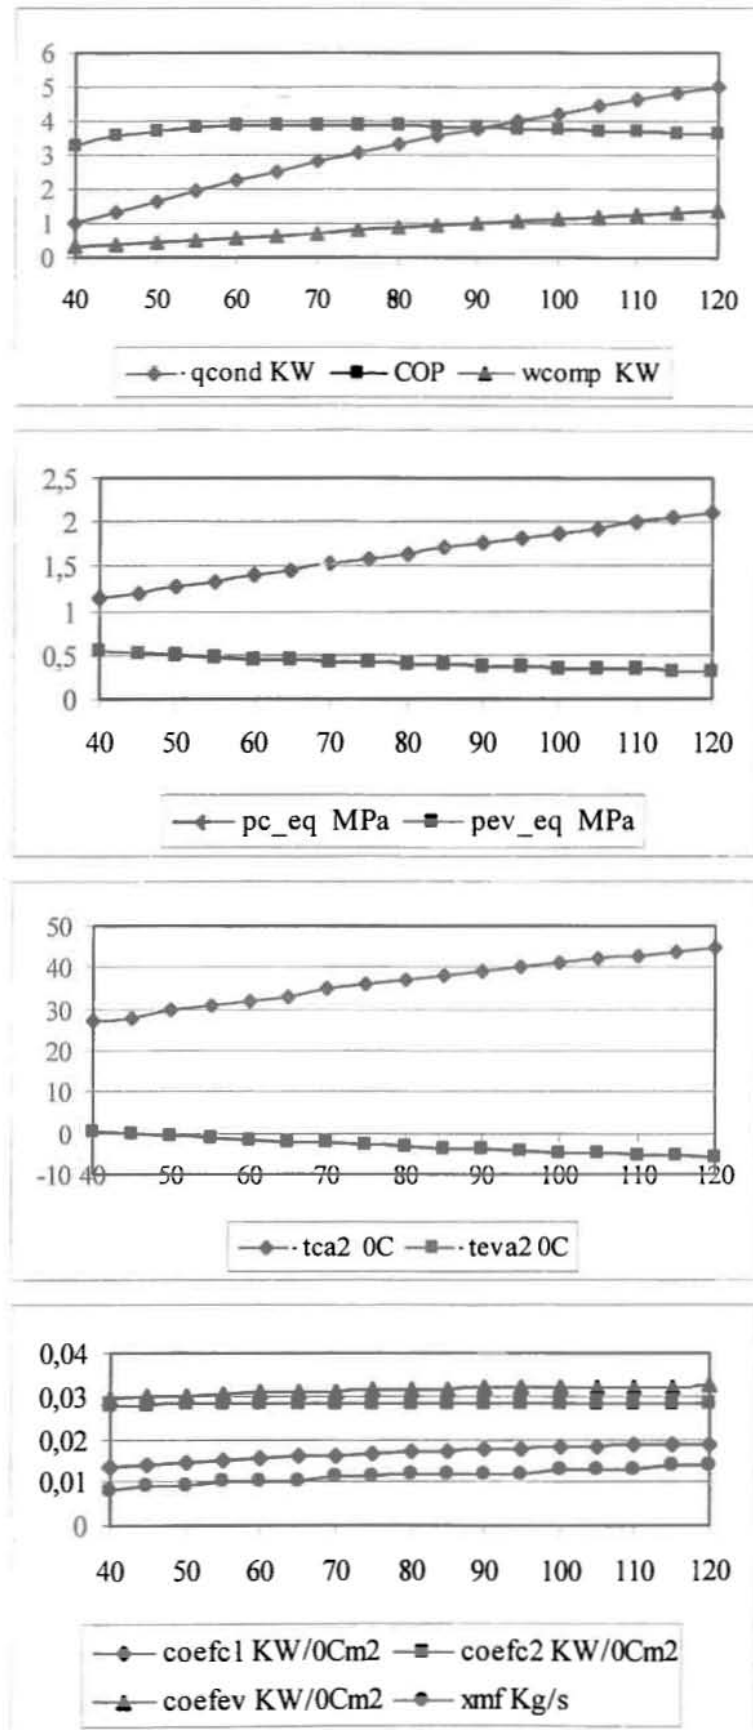 6
5
4
3
2
1
0
40 50 60 70 80 90 100 110 120
qcond KW COP wcomp KW
2,5
2
1,5
1
0,5
0
40 50 60 70 80 90 100 110 120
pc_eq MPa pev_eq MPa
50
40
30
20
10
0
-10 40 50 60 70 80 90 100 110 120
tca2 0C teva2 0C
0,04
0,03
0,02
0,01
0
40 50 60 70 80 90 100 110 120
coefc1 KW/0Cm2 coefc2 KW/0Cm2
coefev KW/0Cm2 xmf Kg/s